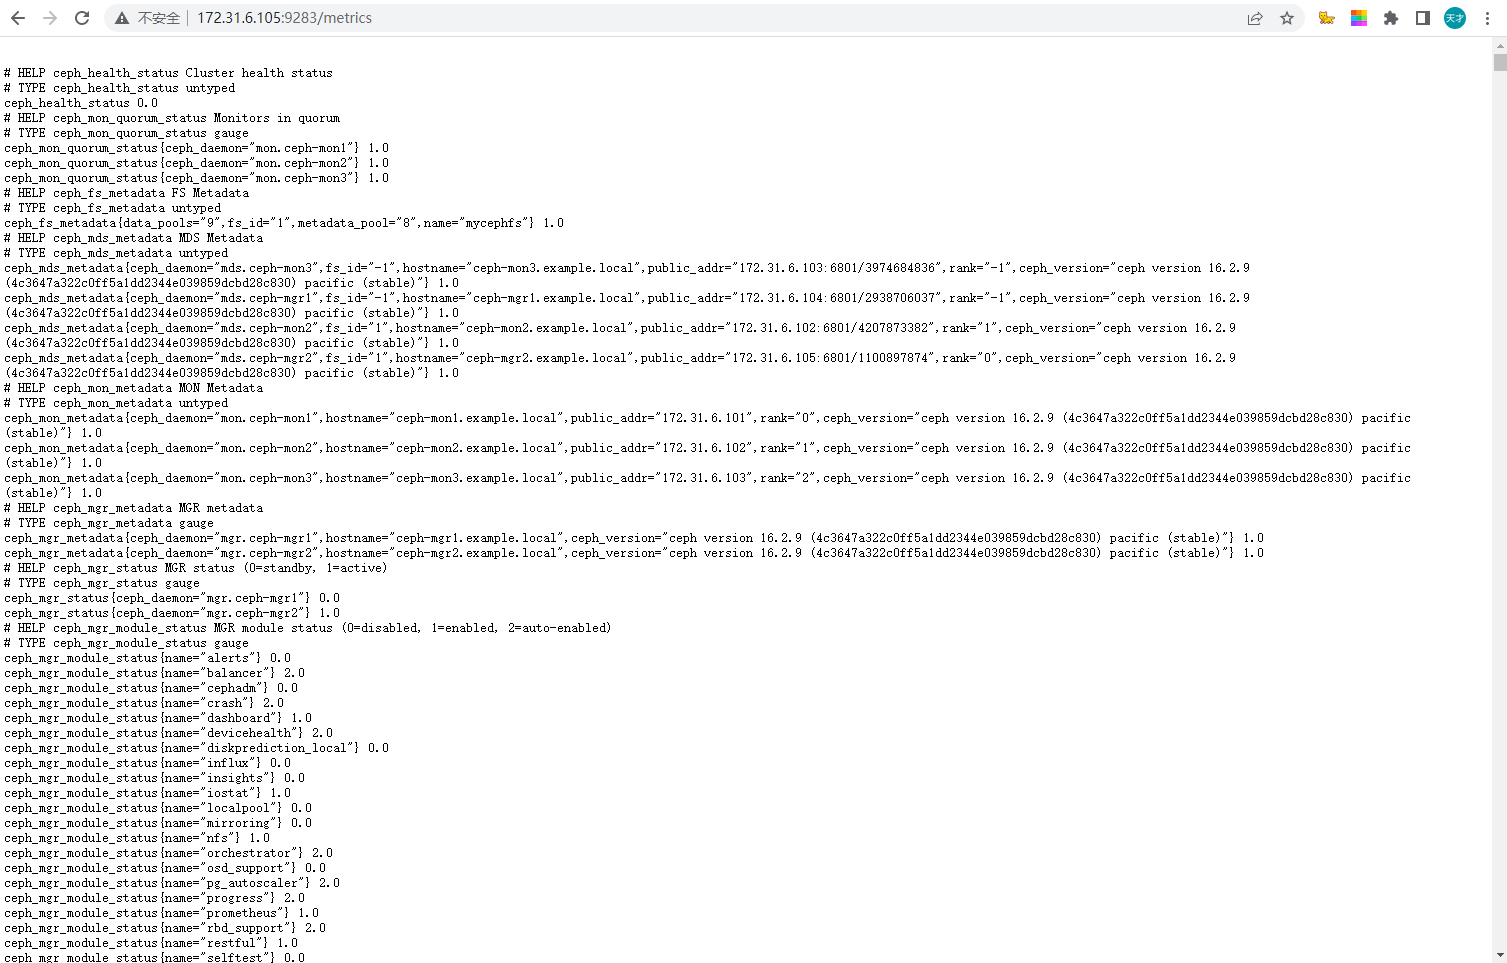 不安全 172.31.6.105:9283/metrics
天才
# HELP ceph_health_status Cluster health status
# TYPE ceph_health_status untyped
ceph_health_status 0.0
# HELP ceph_mon_quorum_status Monitors in quorum
# TYPE ceph_mon_quorum_status gauge
ceph_mon_quorum_status{ceph_daemon="mon.ceph-mon1"} 1.0
ceph_mon_quorum_status{ceph_daemon="mon.ceph-mon2"} 1.0
ceph_mon_quorum_status{ceph_daemon="mon.ceph-mon3"} 1.0
# HELP ceph_fs_metadata FS Metadata
# TYPE ceph_fs_metadata untyped
ceph_fs_metadata{data_pools="9",fs_id="1",metadata_pool="8",name="mycephfs"} 1.0
# HELP ceph_mds_metadata MDS Metadata
# TYPE ceph_mds_metadata untyped
ceph_mds_metadata{ceph_daemon="mds.ceph-mon3",fs_id="-1",hostname="ceph-mon3.example.local",public_addr="172.31.6.103:6801/3974684836",rank="-1",ceph_version="ceph version 16.2.9
(4c3647a322c0ff5a1dd2344e039859dcbd28c830) pacific (stable)"} 1.0
ceph_mds_metadata{ceph_daemon="mds.ceph-mgr1",fs_id="-1",hostname="ceph-mgr1.example.local",public_addr="172.31.6.104:6801/2938706037",rank="-1",ceph_version="ceph version 16.2.9
(4c3647a322c0ff5a1dd2344e039859dcbd28c830) pacific (stable)"} 1.0
ceph_mds_metadata{ceph_daemon="mds.ceph-mon2",fs_id="1",hostname="ceph-mon2.example.local",public_addr="172.31.6.102:6801/4207873382",rank="1",ceph_version="ceph version 16.2.9
(4c3647a322c0ff5a1dd2344e039859dcbd28c830) pacific (stable)"} 1.0
ceph_mds_metadata{ceph_daemon="mds.ceph-mgr2",fs_id="1",hostname="ceph-mgr2.example.local",public_addr="172.31.6.105:6801/1100897874",rank="0",ceph_version="ceph version 16.2.9
(4c3647a322c0ff5a1dd2344e039859dcbd28c830) pacific (stable)"} 1.0
# HELP ceph_mon_metadata MON Metadata
# TYPE ceph_mon_metadata untyped
ceph_mon_metadata{ceph_daemon="mon.ceph-mon1",hostname="ceph-mon1.example.local",public_addr="172.31.6.101",rank="0",ceph_version="ceph version 16.2.9 (4c3647a322c0ff5a1dd2344e039859dcbd28c830) pacific
(stable)"} 1.0
ceph_mon_metadata{ceph_daemon="mon.ceph-mon2",hostname="ceph-mon2.example.local",public_addr="172.31.6.102",rank="1",ceph_version="ceph version 16.2.9 (4c3647a322c0ff5a1dd2344e039859dcbd28c830) pacific
(stable)"} 1.0
ceph_mon_metadata{ceph_daemon="mon.ceph-mon3",hostname="ceph-mon3.example.local",public_addr="172.31.6.103",rank="2",ceph_version="ceph version 16.2.9 (4c3647a322c0ff5a1dd2344e039859dcbd28c830) pacific
(stable)"} 1.0
# HELP ceph_mgr_metadata MGR metadata
# TYPE ceph_mgr_metadata gauge
ceph_mgr_metadata{ceph_daemon="mgr.ceph-mgr1",hostname="ceph-mgr1.example.local",ceph_version="ceph version 16.2.9 (4c3647a322c0ff5a1dd2344e039859dcbd28c830) pacific (stable)"} 1.0
ceph_mgr_metadata{ceph_daemon="mgr.ceph-mgr2",hostname="ceph-mgr2.example.local",ceph_version="ceph version 16.2.9 (4c3647a322c0ff5a1dd2344e039859dcbd28c830) pacific (stable)"} 1.0
# HELP ceph_mgr_status MGR status (0=standby, 1=active)
# TYPE ceph_mgr_status gauge
ceph_mgr_status{ceph_daemon="mgr.ceph-mgr1"} 0.0
ceph_mgr_status{ceph_daemon="mgr.ceph-mgr2"} 1.0
# HELP ceph_mgr_module_status MGR module status (0=disabled, 1=enabled, 2=auto-enabled)
# TYPE ceph_mgr_module_status gauge
ceph_mgr_module_status{name="alerts"} 0.0
ceph_mgr_module_status{name="balancer"} 2.0
ceph_mgr_module_status{name="cephadm"} 0.0
ceph_mgr_module_status{name="crash"} 2.0
ceph_mgr_module_status{name="dashboard"} 1.0
ceph_mgr_module_status{name="devicehealth"} 2.0
ceph_mgr_module_status{name="diskprediction_local"} 0.0
ceph_mgr_module_status{name="influx"} 0.0
ceph_mgr_module_status{name="insights"} 0.0
ceph_mgr_module_status{name="iostat"} 1.0
ceph_mgr_module_status{name="localpool"} 0.0
ceph_mgr_module_status{name="mirroring"} 0.0
ceph_mgr_module_status{name="nfs"} 1.0
ceph_mgr_module_status{name="orchestrator"} 2.0
ceph_mgr_module_status{name="osd_support"} 0.0
ceph_mgr_module_status{name="pg_autoscaler"} 2.0
ceph_mgr_module_status{name="progress"} 2.0
ceph_mgr_module_status{name="prometheus"} 1.0
ceph_mgr_module_status{name="rbd_support"} 2.0
ceph_mgr_module_status{name="restful"} 1.0
ceph_mgr_module_status{name="selftest"} 0.0